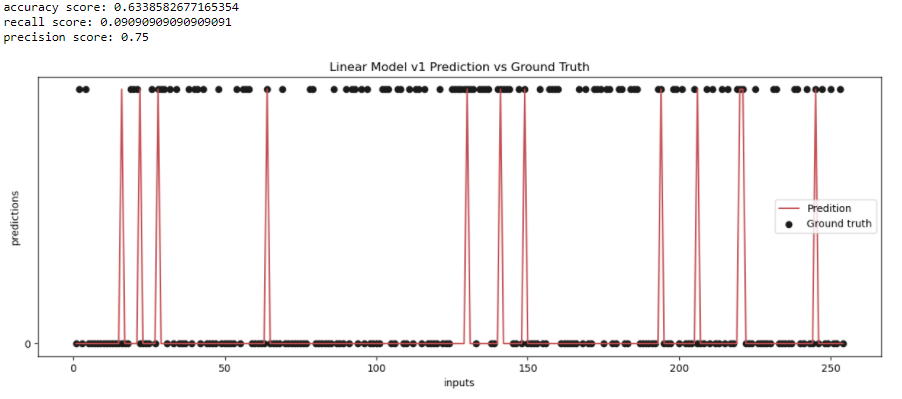 accuracy score: 0.6338582677165354
recall score: 0.09090909090909091
precision score: 0.75
Linear Model v1 Prediction vs Ground Truth
predictions
0
Predition
Ground truth
0 50 100 150 200 250
inputs